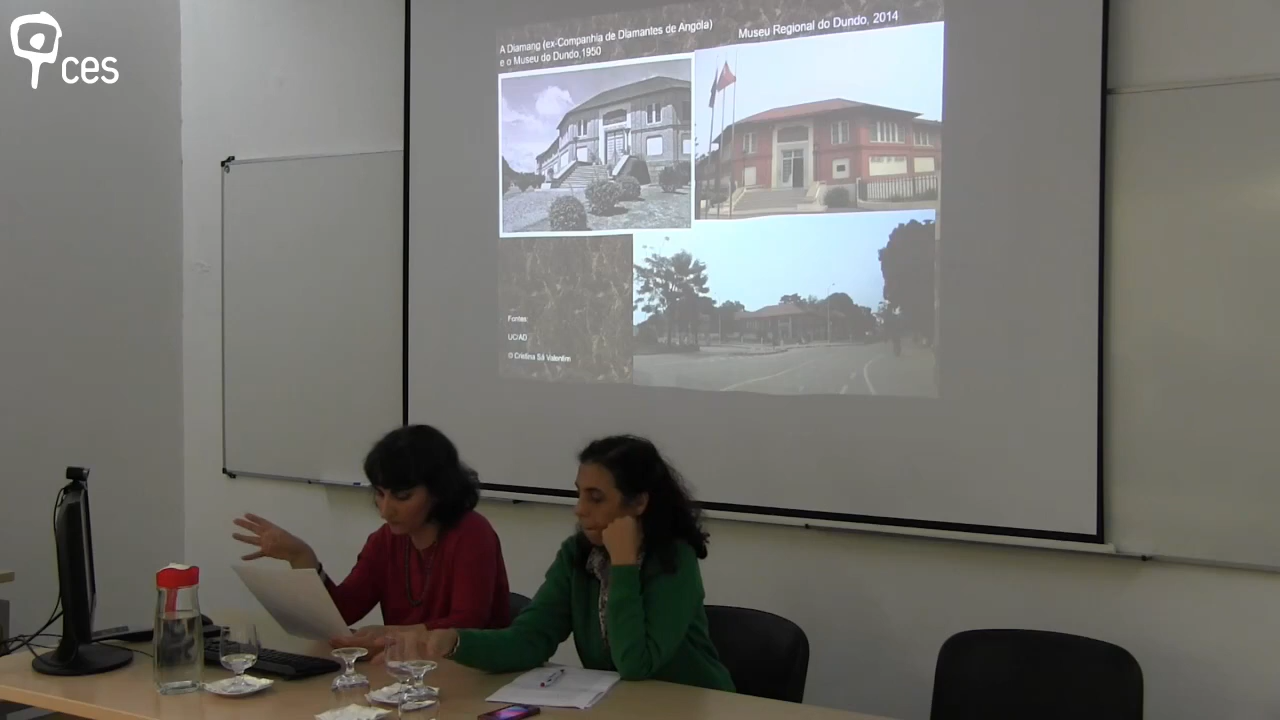 ces
A Diamang (ex-Companhia de Diamantes de Angola)
e o Museu do Dundo,1950
Museu Regional do Dundo, 2014
Fontes:
UC/AD
© Cristina Sá Valentim